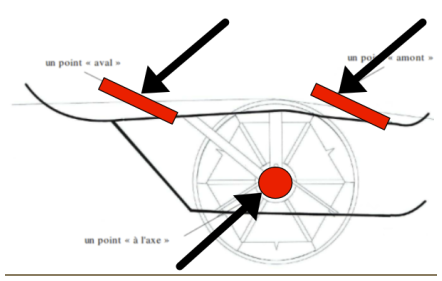 un point « aval »
un point « amont »
un point « à l'axe »